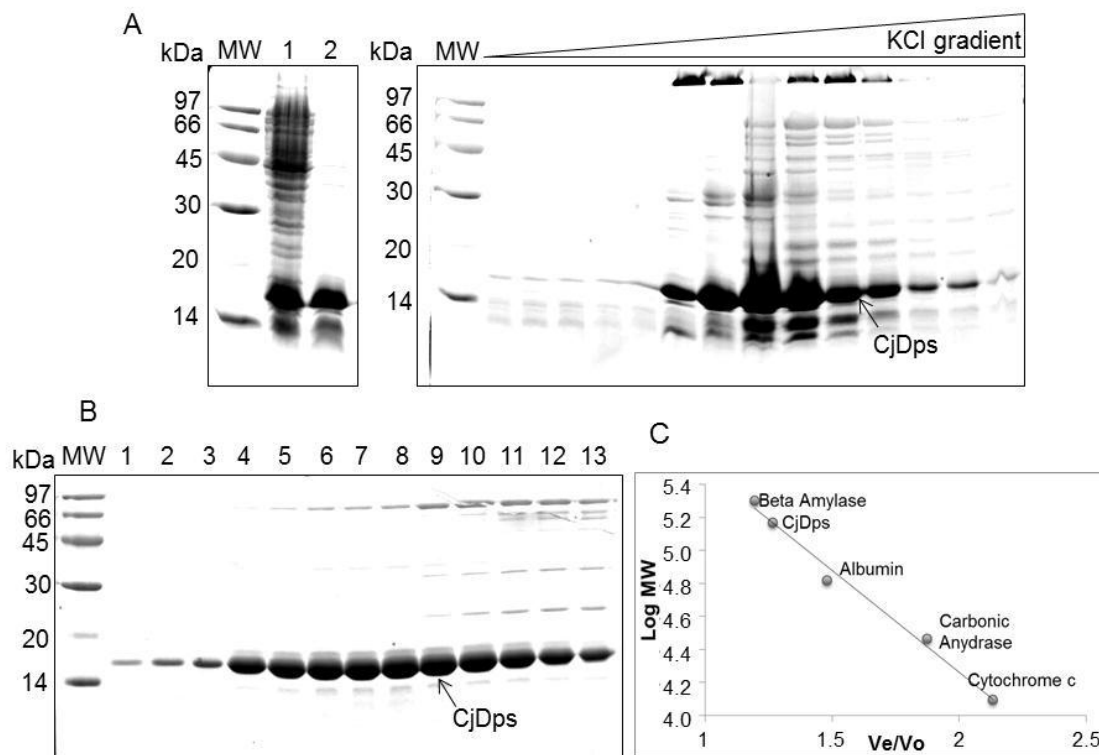 A
kDa MW 1 2
97
66
45
30
20
14
KCl gradient
kDa MW
97
66
45
30
20
14
CjDps
B
kDa MW 1 2 3 4 5 6 7 8 9 10 11 12 13
97
66
45
30
20
14
CjDps
C
Log MW
5.4
5.2
5.0
4.8
4.6
4.4
4.2
4.0
Beta Amylase
CjDps
Albumin
Carbonic
Anydrase
Cytochrome c
1 1.5 2 2.5
Ve/Vo